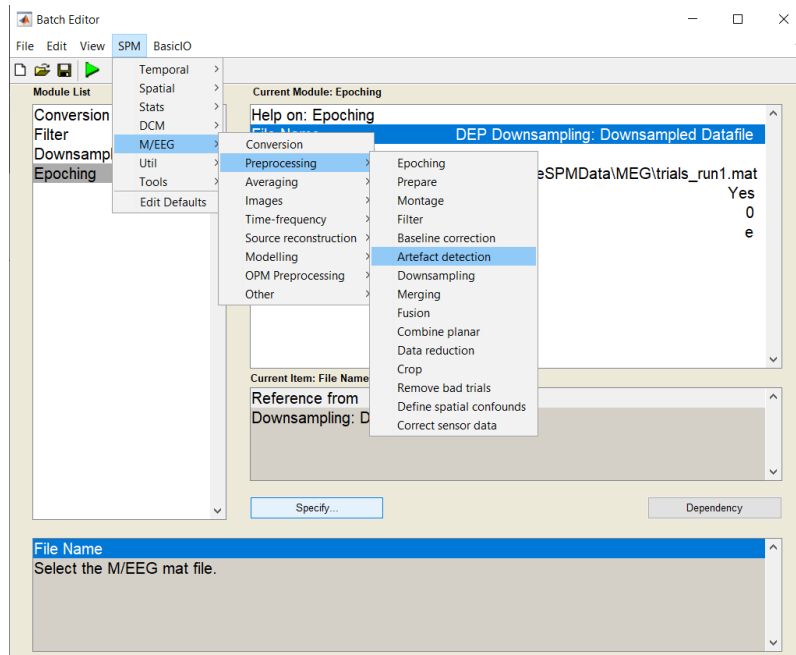 Batch Editor
File Edit View SPM BasicIO
Module List
Conversion
Filter
Downsampl
Epoching
Temporal
Spatial
Stats
DCM
M/EEG
Util
Tools
Edit Defaults
Conversion
Preprocessing
Averaging
Images
Time-frequency
Source reconstruction
Modelling
OPM Preprocessing
Other
Epoching
Prepare
Montage
Filter
Baseline correction
Artefact detection
Downsampling
Merging
Fusion
Combine planar
Data reduction
Crop
Remove bad trials
Define spatial confounds
Correct sensor data
Current Module: Epoching
Help on: Epoching
File Name DEP Downsampling: Downsampled Datafile
eSPMData\MEG\trials_run1.mat
Yes
0
e
Current Item: File Name
Reference from
Downsampling: D
Specify...
Dependency
File Name
Select the M/EEG mat file.